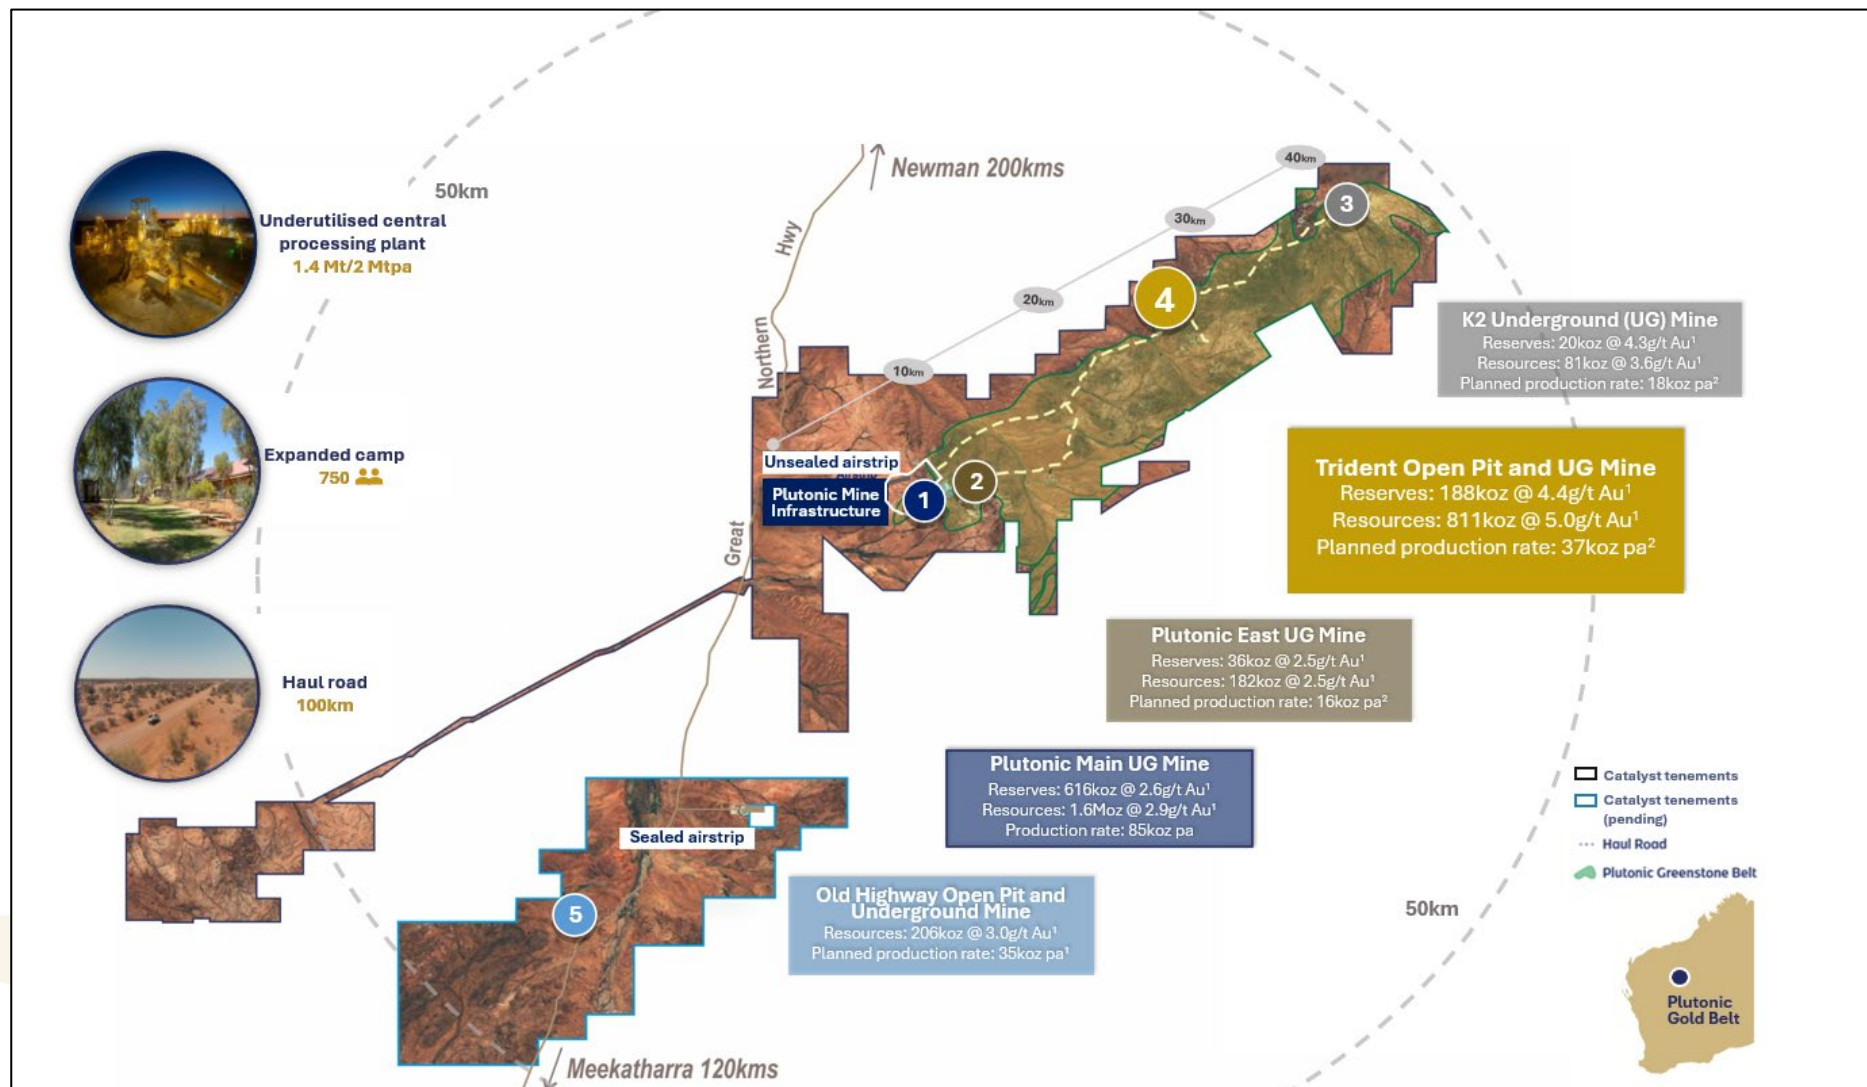 50km
Newman 200kms
40km
30km
20km
10km
3
4
Hwy
Northern
Great
Underutilised central
processing plant
1.4 Mt/2 Mtpa
Expanded camp
750
Haul road
100km
Unsealed airstrip
Plutonic Mine
Infrastructure
1
2
K2 Underground (UG) Mine
Reserves: 20koz @ 4.3g/t Au¹
Resources: 81koz @ 3.6g/t Au¹
Planned production rate: 18koz pa²
Trident Open Pit and UG Mine
Reserves: 188koz @ 4.4g/t Au¹
Resources: 811koz @ 5.0g/t Au¹
Planned production rate: 37koz pa²
Plutonic East UG Mine
Reserves: 36koz @ 2.5g/t Au¹
Resources: 182koz @ 2.5g/t Au¹
Planned production rate: 16koz pa²
Plutonic Main UG Mine
Reserves: 616koz @ 2.6g/t Au¹
Resources: 1.6Moz @ 2.9g/t Au¹
Production rate: 85koz pa
Sealed airstrip
5
Old Highway Open Pit and
Underground Mine
Resources: 206koz @ 3.0g/t Au¹
Planned production rate: 35koz pa¹
Meekatharra 120kms
50km
Catalyst tenements
Catalyst tenements
(pending)
Haul Road
Plutonic Greenstone Belt
Plutonic
Gold Belt